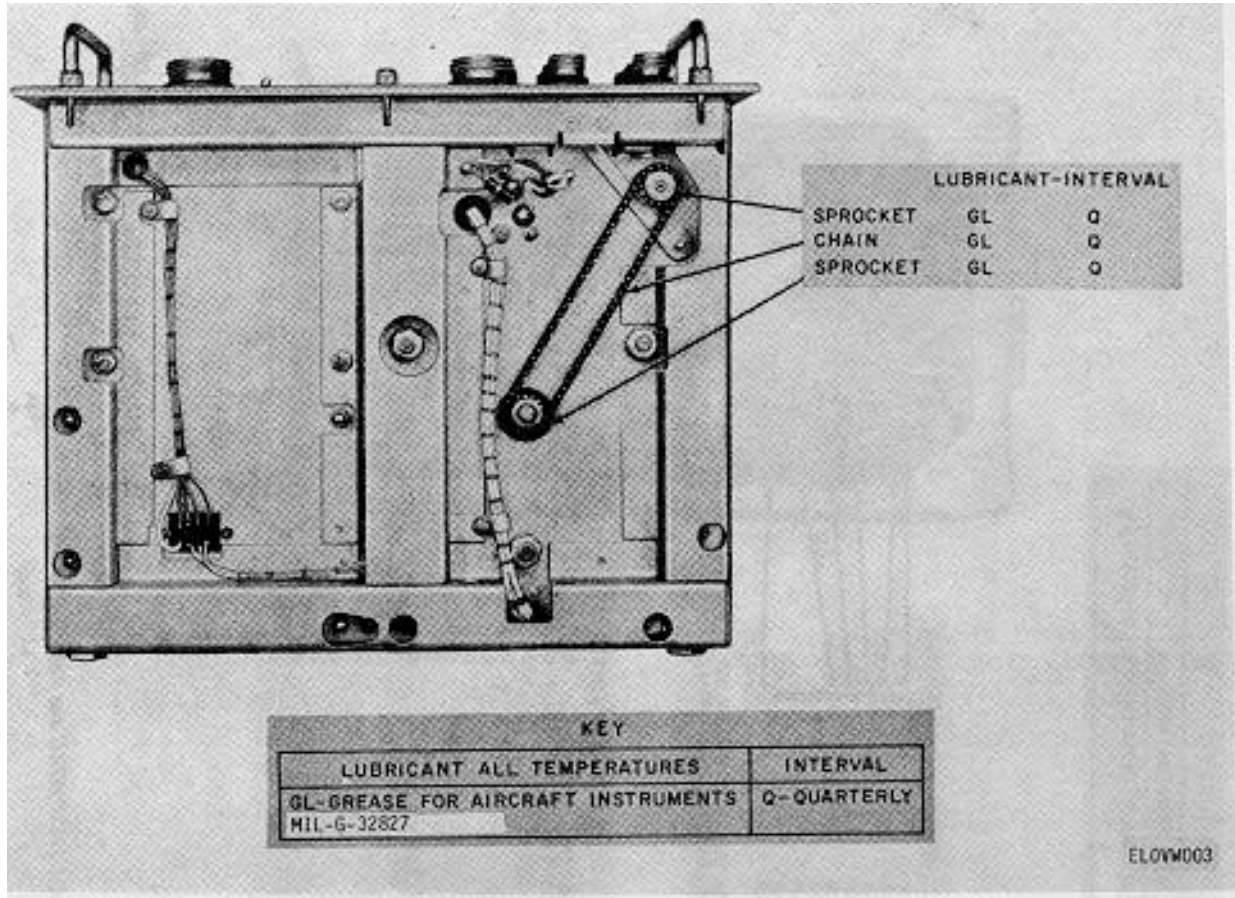 LUBRICANT-INTERVAL
SPROCKET GL Q
CHAIN GL Q
SPROCKET GL Q
KEY
LUBRICANT ALL TEMPERATURES INTERVAL
GL-GREASE FOR AIRCRAFT INSTRUMENTS Q-QUARTERLY
MIL-G-32827
ELOVW003